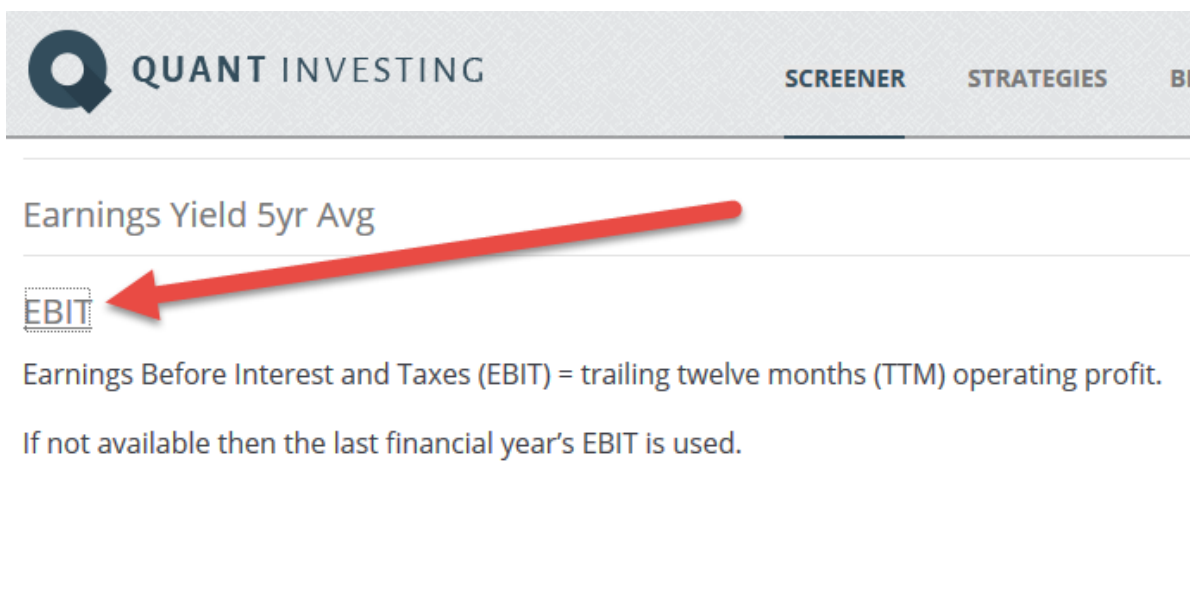 QUANT INVESTING
SCREENER STRATEGIES
Earnings Yield 5yr Avg
EBIT
Earnings Before Interest and Taxes (EBIT) = trailing twelve months (TTM) operating profit.
If not available then the last financial year’s EBIT is used.